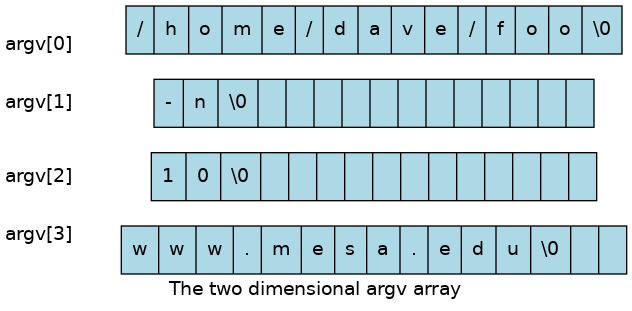 argv[0] / h o m e / d a v e / f o o \0
argv[1] - n \0
argv[2] 1 0 \0
argv[3] w w w . m e s a . e d u \0
The two dimensional argv array